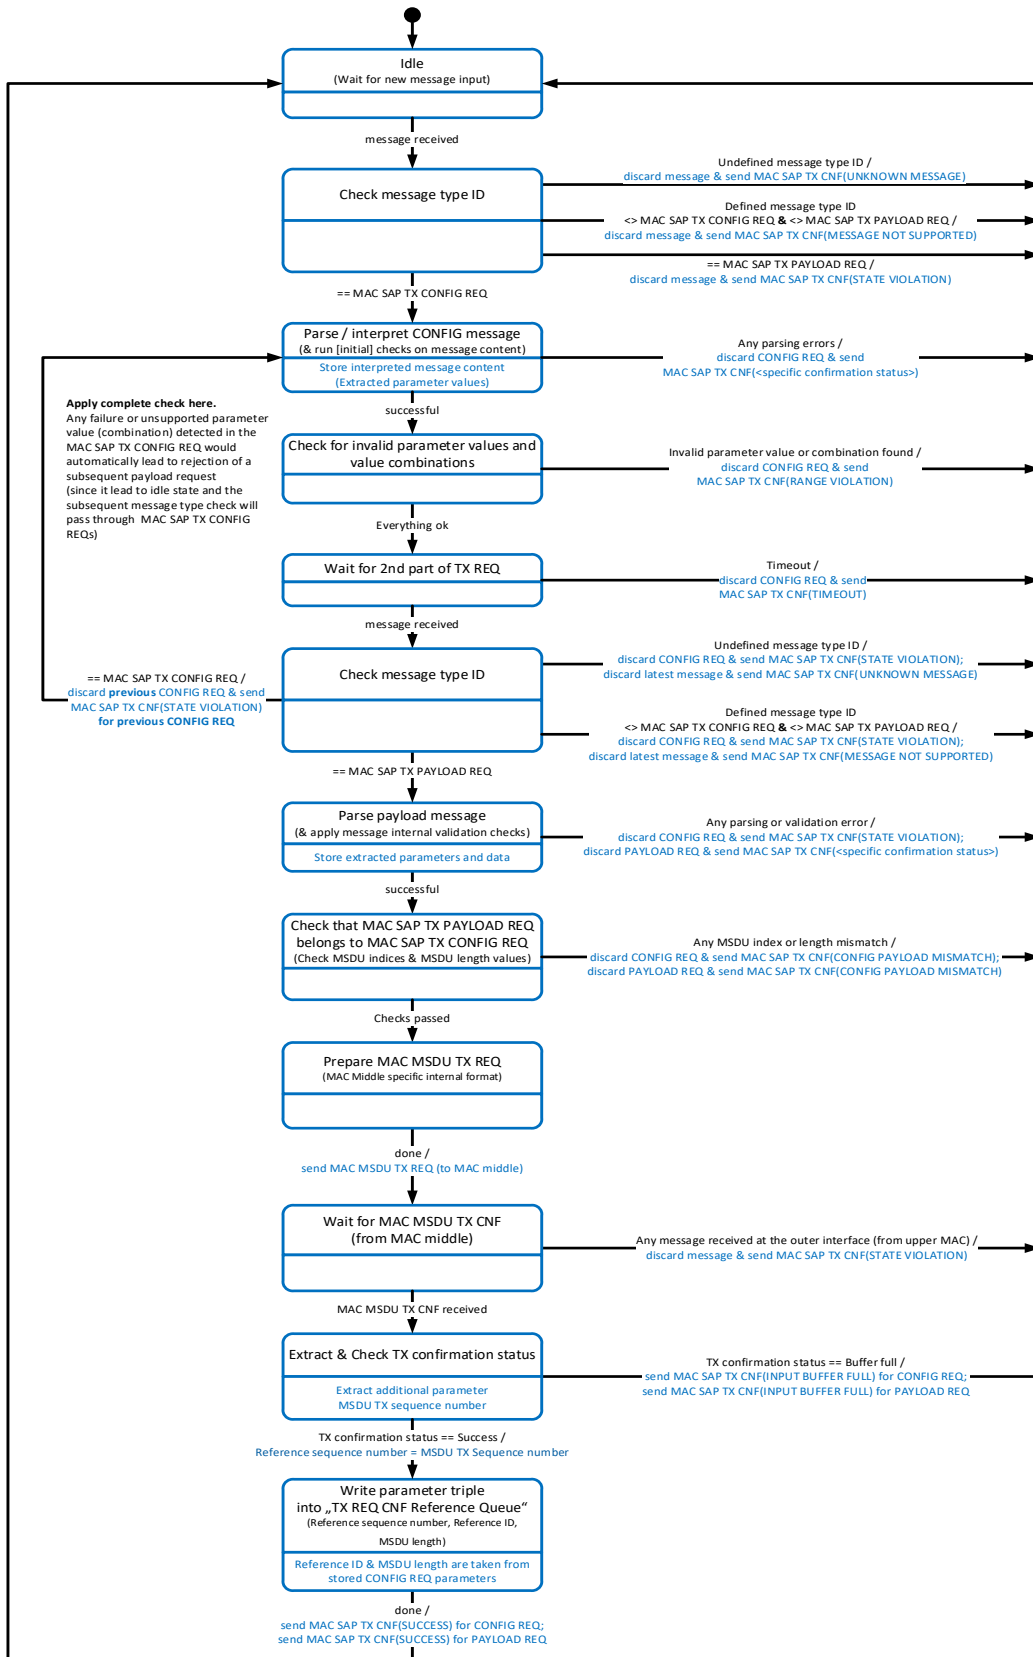 Idle
(Wait for new message input)
message received
Check message type ID
Undefined message type ID /
discard message & send MAC SAP TX CNF(UNKNOWN MESSAGE)
Defined message type ID
<> MAC SAP TX CONFIG REQ & <> MAC SAP TX PAYLOAD REQ /
discard message & send MAC SAP TX CNF(MESSAGE NOT SUPPORTED)
== MAC SAP TX PAYLOAD REQ /
discard message & send MAC SAP TX CNF(STATE VIOLATION)
== MAC SAP TX CONFIG REQ
Parse / interpret CONFIG message
(& run [initial] checks on message content)
Store interpreted message content
(Extracted parameter values)
Any parsing errors /
discard CONFIG REQ & send
MAC SAP TX CNF(<specific confirmation status>)
successful
Apply complete check here.
Any failure or unsupported parameter
value (combination) detected in the
MAC SAP TX CONFIG REQ would
automatically lead to rejection of a
subsequent payload request
(since it lead to idle state and the
subsequent message type check will
pass through MAC SAP TX CONFIG
REQs)
Check for invalid parameter values and
value combinations
Invalid parameter value or combination found /
discard CONFIG REQ & send
MAC SAP TX CNF(RANGE VIOLATION)
Everything ok
Wait for 2nd part of TX REQ
Timeout /
discard CONFIG REQ & send
MAC SAP TX CNF(TIMEOUT)
message received
Check message type ID
== MAC SAP TX CONFIG REQ /
discard previous CONFIG REQ & send
MAC SAP TX CNF(STATE VIOLATION)
for previous CONFIG REQ
Undefined message type ID /
discard CONFIG REQ & send MAC SAP TX CNF(STATE VIOLATION);
discard latest message & send MAC SAP TX CNF(UNKNOWN MESSAGE)
Defined message type ID
<> MAC SAP TX CONFIG REQ & <> MAC SAP TX PAYLOAD REQ /
discard CONFIG REQ & send MAC SAP TX CNF(STATE VIOLATION);
discard latest message & send MAC SAP TX CNF(MESSAGE NOT SUPPORTED)
== MAC SAP TX PAYLOAD REQ
Parse payload message
(& apply message internal validation checks)
Store extracted parameters and data
Any parsing or validation error /
discard CONFIG REQ & send MAC SAP TX CNF(STATE VIOLATION);
discard PAYLOAD REQ & send MAC SAP TX CNF(<specific confirmation status>)
successful
Check that MAC SAP TX PAYLOAD REQ
belongs to MAC SAP TX CONFIG REQ
(Check MSDU indices & MSDU length values)
Any MSDU index or length mismatch /
discard CONFIG REQ & send MAC SAP TX CNF(CONFIG PAYLOAD MISMATCH);
discard PAYLOAD REQ & send MAC SAP TX CNF(CONFIG PAYLOAD MISMATCH)
Checks passed
Prepare MAC MSDU TX REQ
(MAC Middle specific internal format)
done /
send MAC MSDU TX REQ (to MAC middle)
Wait for MAC MSDU TX CNF
(from MAC middle)
Any message received at the outer interface (from upper MAC) /
discard message & send MAC SAP TX CNF(STATE VIOLATION)
MAC MSDU TX CNF received
Extract & Check TX confirmation status
Extract additional parameter
MSDU TX sequence number
TX confirmation status == Buffer full /
send MAC SAP TX CNF(INPUT BUFFER FULL) for CONFIG REQ;
send MAC SAP TX CNF(INPUT BUFFER FULL) for PAYLOAD REQ
TX confirmation status == Success /
Reference sequence number = MSDU TX Sequence number
Write parameter triple
into „TX REQ CNF Reference Queue“
(Reference sequence number, Reference ID,
MSDU length)
Reference ID & MSDU length are taken from
stored CONFIG REQ parameters
done /
send MAC SAP TX CNF(SUCCESS) for CONFIG REQ;
send MAC SAP TX CNF(SUCCESS) for PAYLOAD REQ